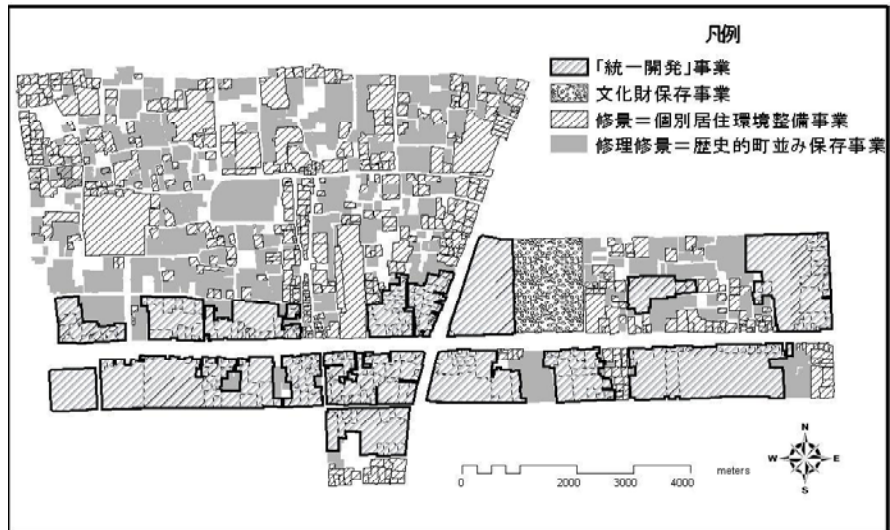 凡例
「統一開発」事業
文化財保存事業
修景=個別居住環境整備事業
修理修景=歴史的町並み保存事業
N
W E
S
meters
0 2000 3000 4000